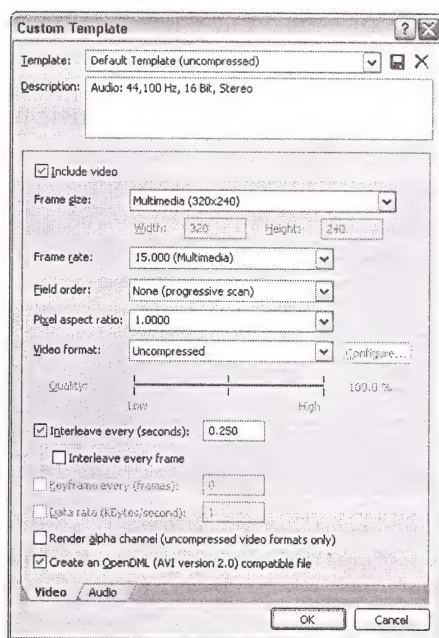 Custom Template
Template: Default Template (uncompressed)
Description: Audio: 44,100 Hz, 16 Bit, Stereo
Include video
Frame size: Multimedia (320x240)
Width: 320 Height: 240
Frame rate: 15.000 (Multimedia)
Field order: None (progressive scan)
Pixel aspect ratio: 1.0000
Video format: Uncompressed Configure...
Quality: 100.0 %
Low High
Interleave every (seconds): 0.250
Interleave every frame
Keyframe every (frames): 0
Data rate (KBytes/second): 1
Render alpha channel (uncompressed video formats only)
Create an OpenDML (AVI version 2.0) compatible file
Video Audio
OK Cancel